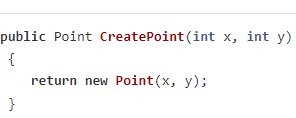 public Point CreatePoint(int x, int y)
{
return new Point(x, y);
}